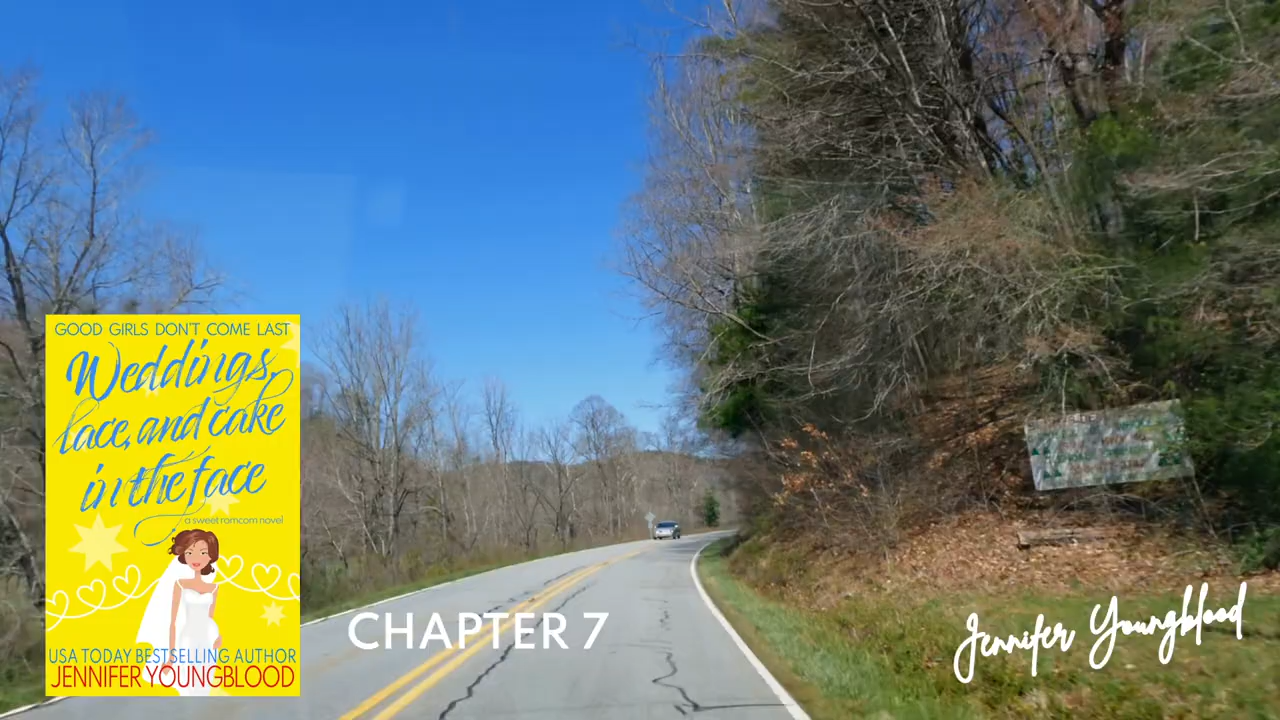 GOOD GIRLS DON'T COME LAST
Weddings,
lace, and cake
in the face
a sweet romcom novel
USA TODAY BESTSELLING AUTHOR
JENNIFER YOUNGBLOOD
CHAPTER 7
Jennifer Youngblood